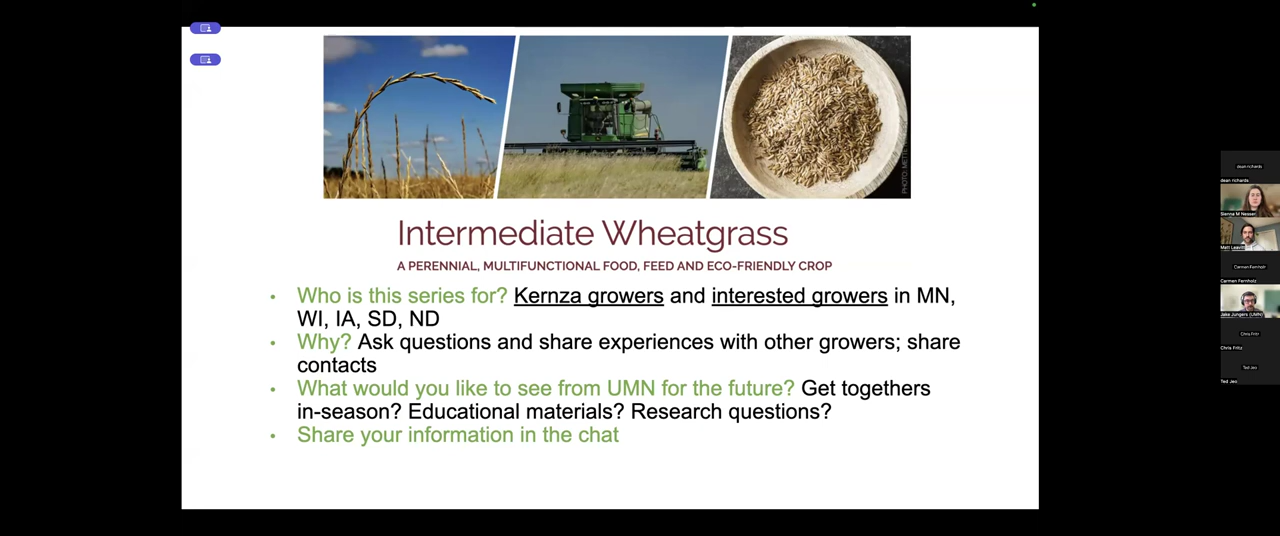 Intermediate Wheatgrass
A PERENNIAL, MULTIFUNCTIONAL FOOD, FEED AND ECO-FRIENDLY CROP
• Who is this series for? Kernza growers and interested growers in MN,
WI, IA, SD, ND
• Why? Ask questions and share experiences with other growers; share
contacts
• What would you like to see from UMN for the future? Get togethers
in-season? Educational materials? Research questions?
• Share your information in the chat
dean richards
dean richards
Sienna M Nesser
Matt Leavitt
Carmen Fernholz
Carmen Fernholz
Jake Jungers (UMN)
Chris Fritz
Chris Fritz
Ted Jeo
Ted Jeo